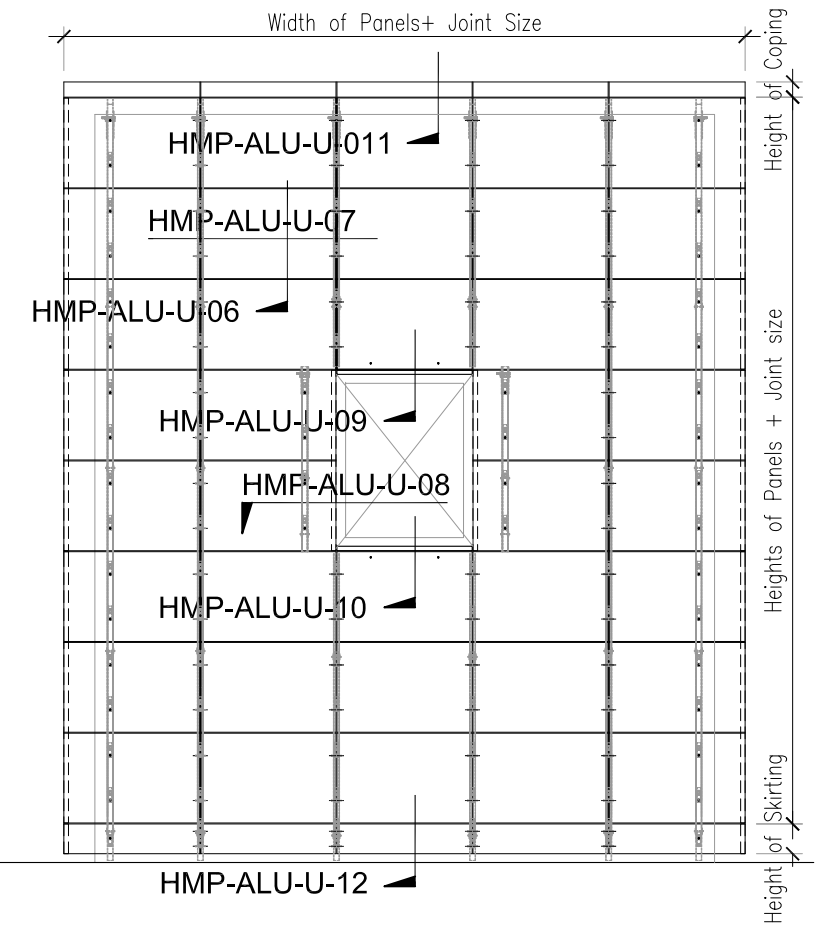 Width of Panels+ Joint Size
Height of Coping
HMP-ALU-U-011
HMP-ALU-U-07
HMP-ALU-U-06
Heights of Panels + Joint size
HMP-ALU-U-09
HMP-ALU-U-08
HMP-ALU-U-10
Height of Skirting
HMP-ALU-U-12